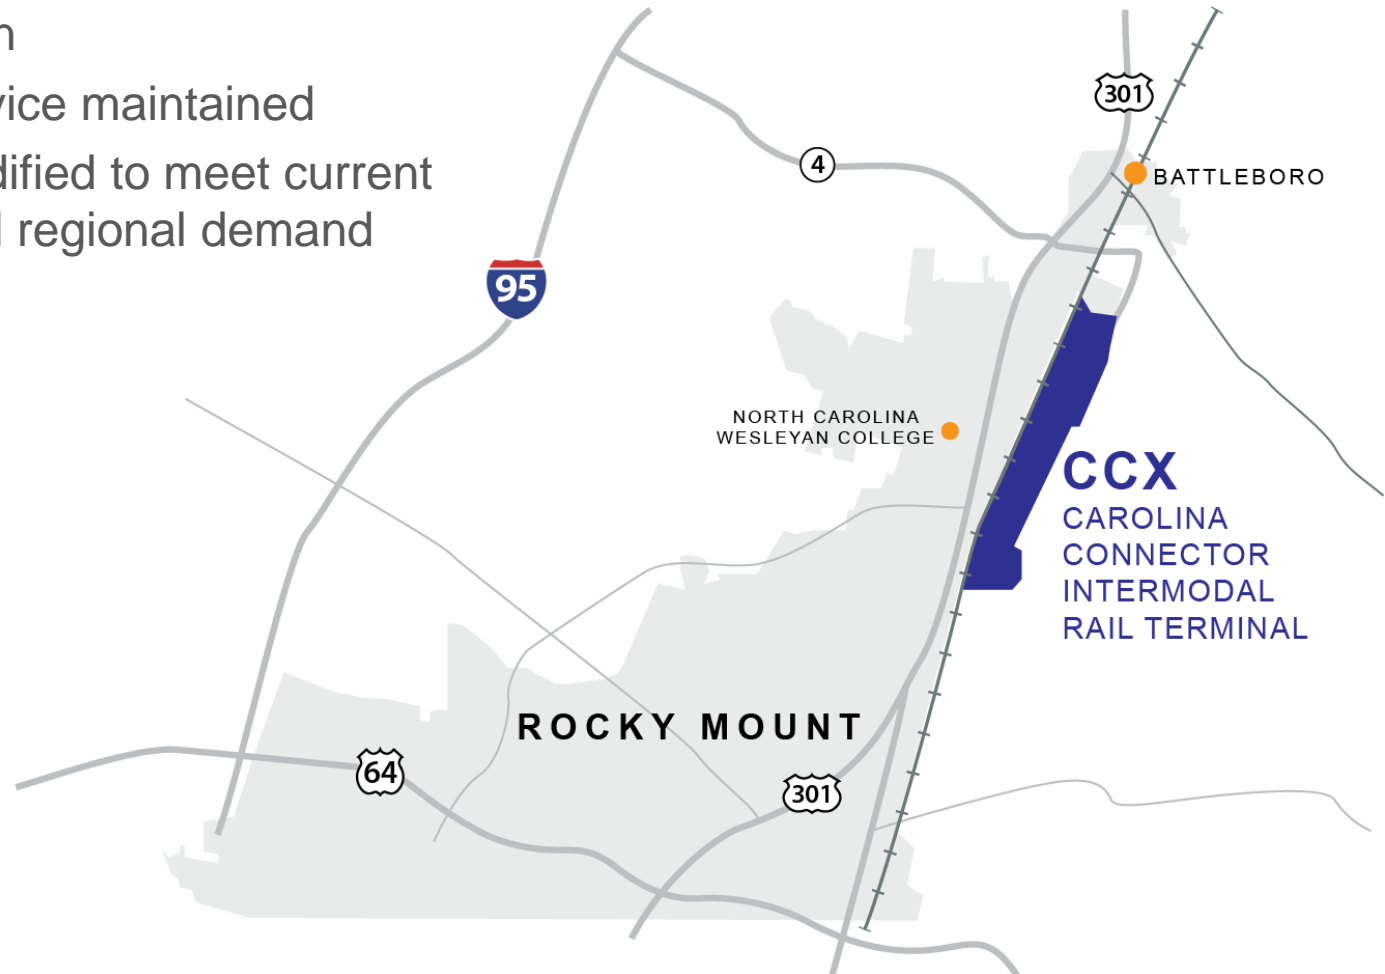 n
vice maintained
dified to meet current
l regional demand
301
4
BATTLEBORO
95
NORTH CAROLINA
WESLEYAN COLLEGE
CCX
CAROLINA
CONNECTOR
INTERMODAL
RAIL TERMINAL
ROCKY MOUNT
64
301